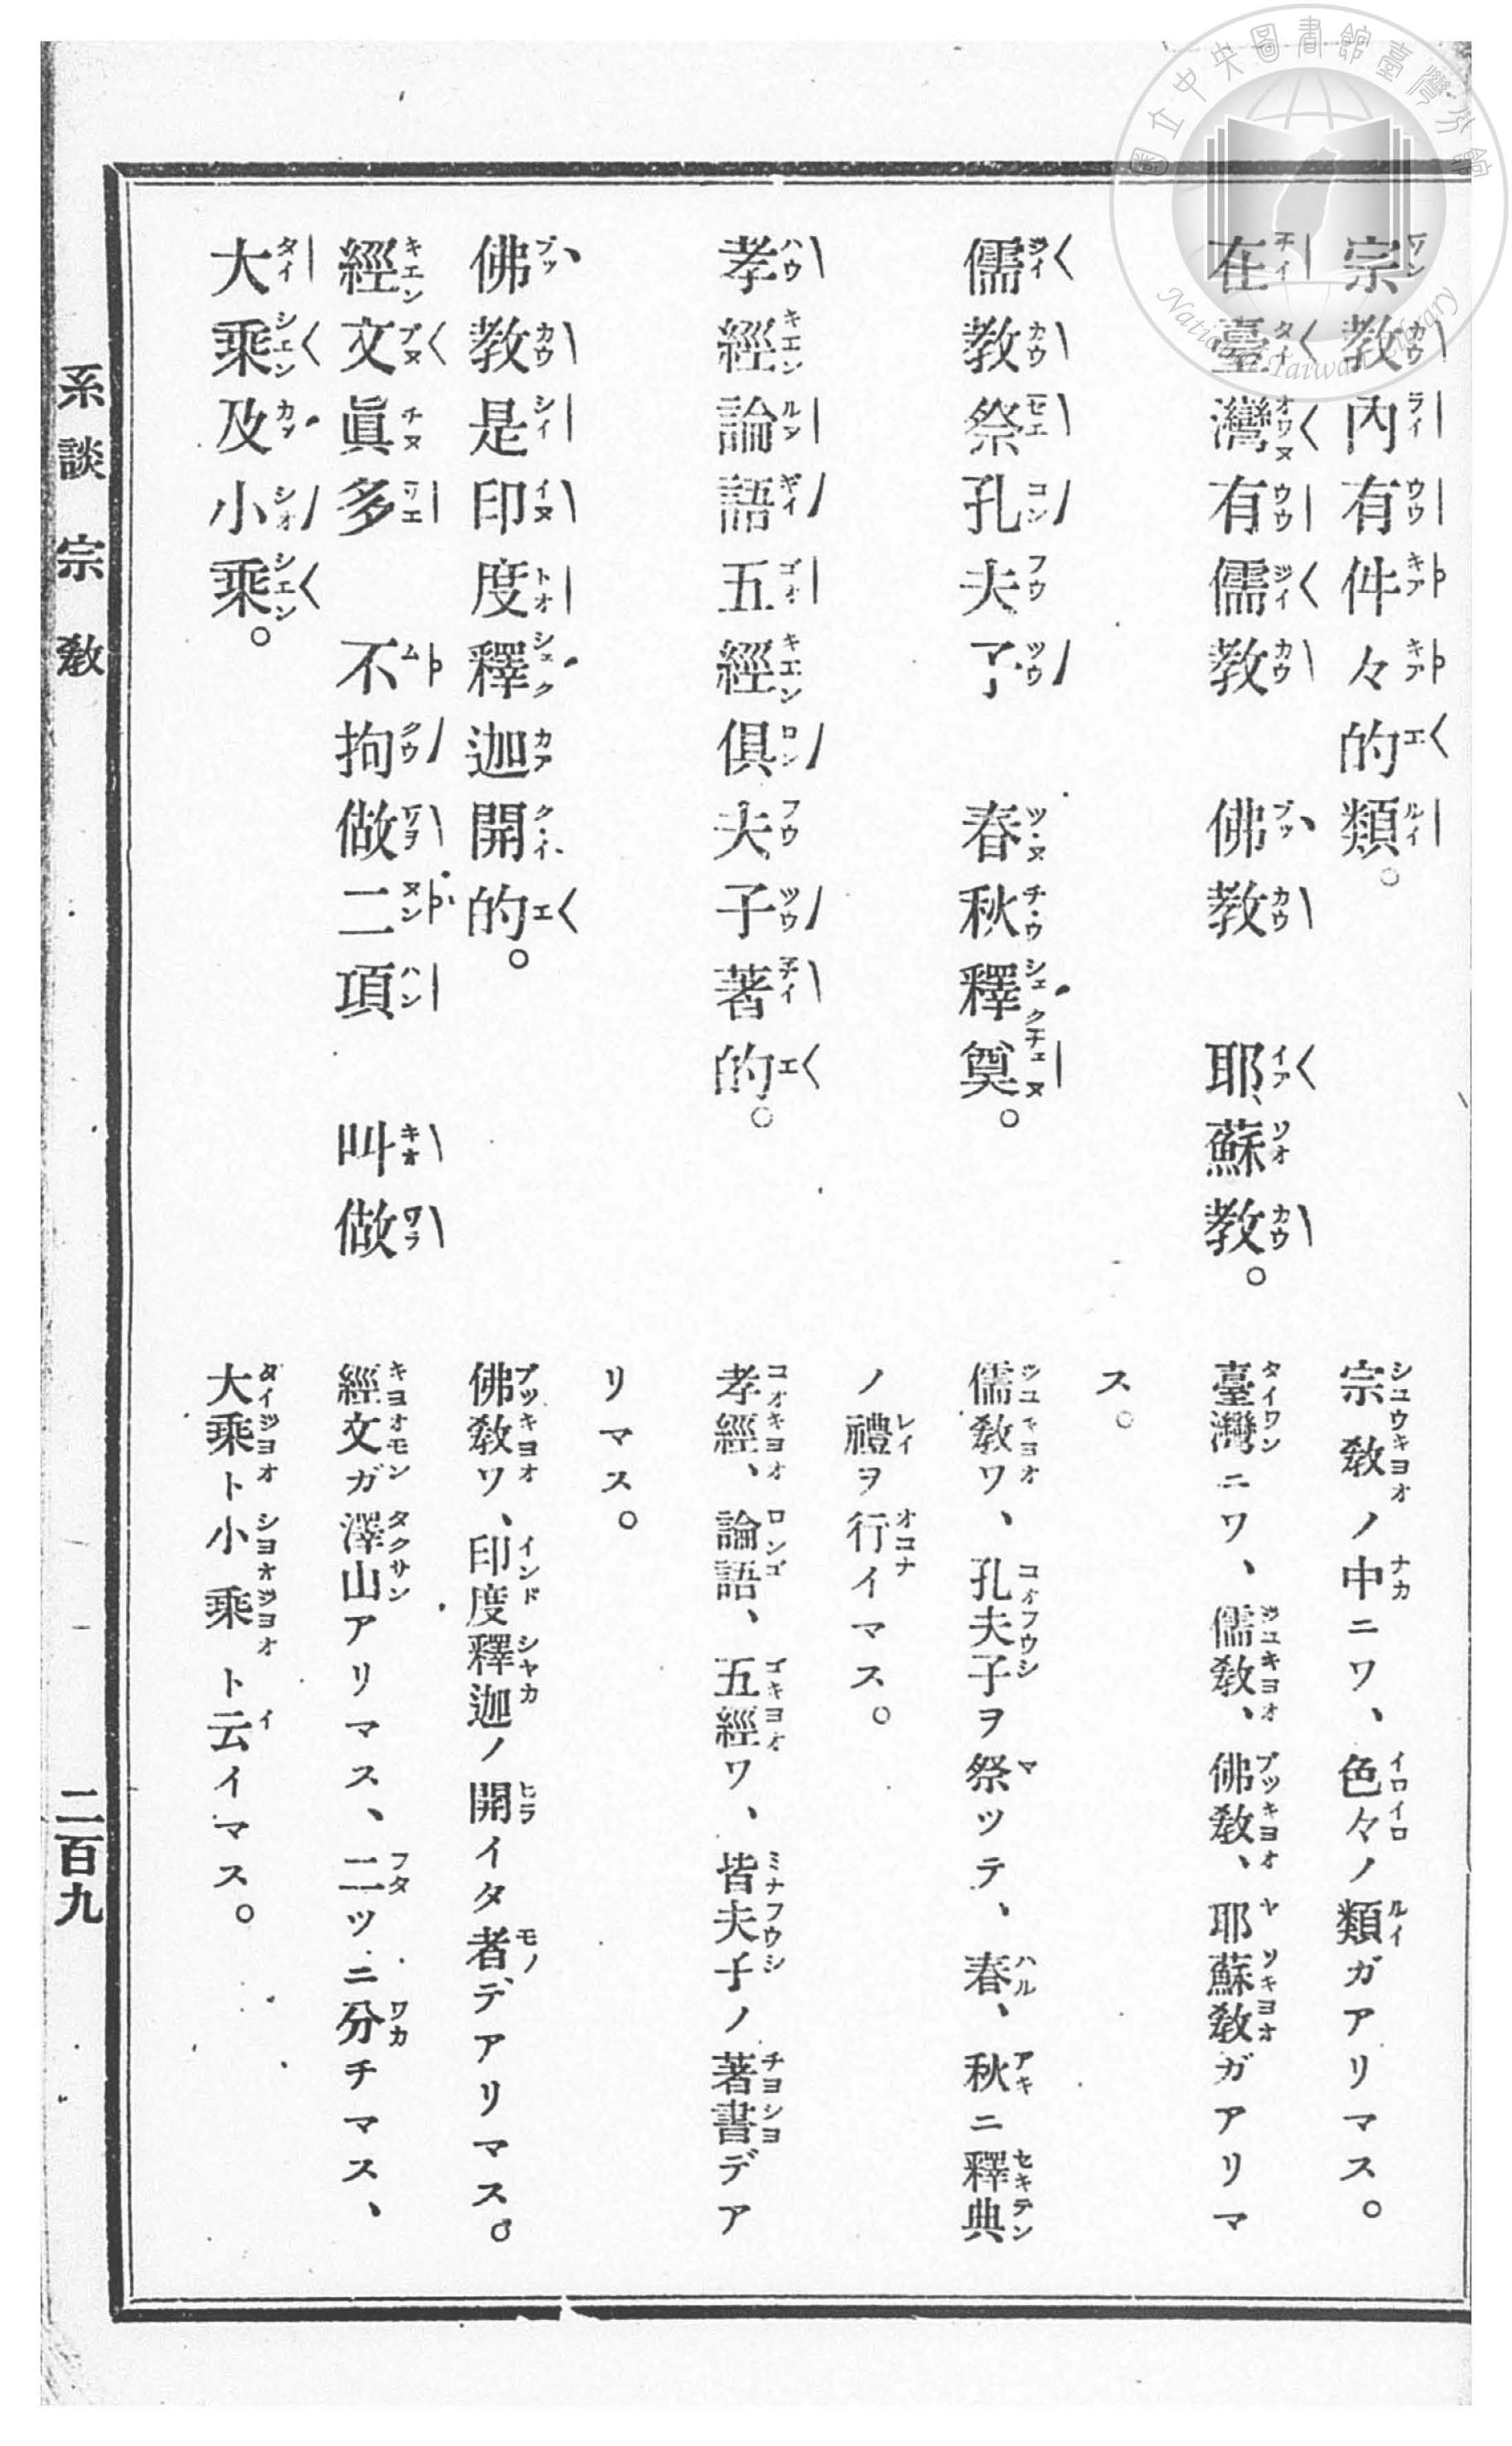 宗教內有件々的類。
在臺灣有儒教 佛教 耶蘇教。
儒教祭孔夫子 春秋釋奠。
孝經論語五經俱夫子著的。
佛教是印度釋迦開的。
經文眞多 不拘做二項 叫做
大乘及小乘。
宗教ノ中ニワ、色々ノ類ガアリマス。
臺灣ニワ、儒教、佛教、耶蘇教ガアリマ
ス。
儒教ワ、孔夫子ヲ祭ツテ、春、秋ニ釋典
ノ禮ヲ行イマス。
孝經、論語、五經ワ、皆夫子ノ著書デア
リマス。
佛教ワ、印度釋迦ノ開イタ者デアリマス。
經文ガ澤山アリマス、二ツニ分チマス、
大乘ト小乘ト云イマス。
談 宗教
二百九
國立中央圖書館臺灣分館
National Taiwan Library